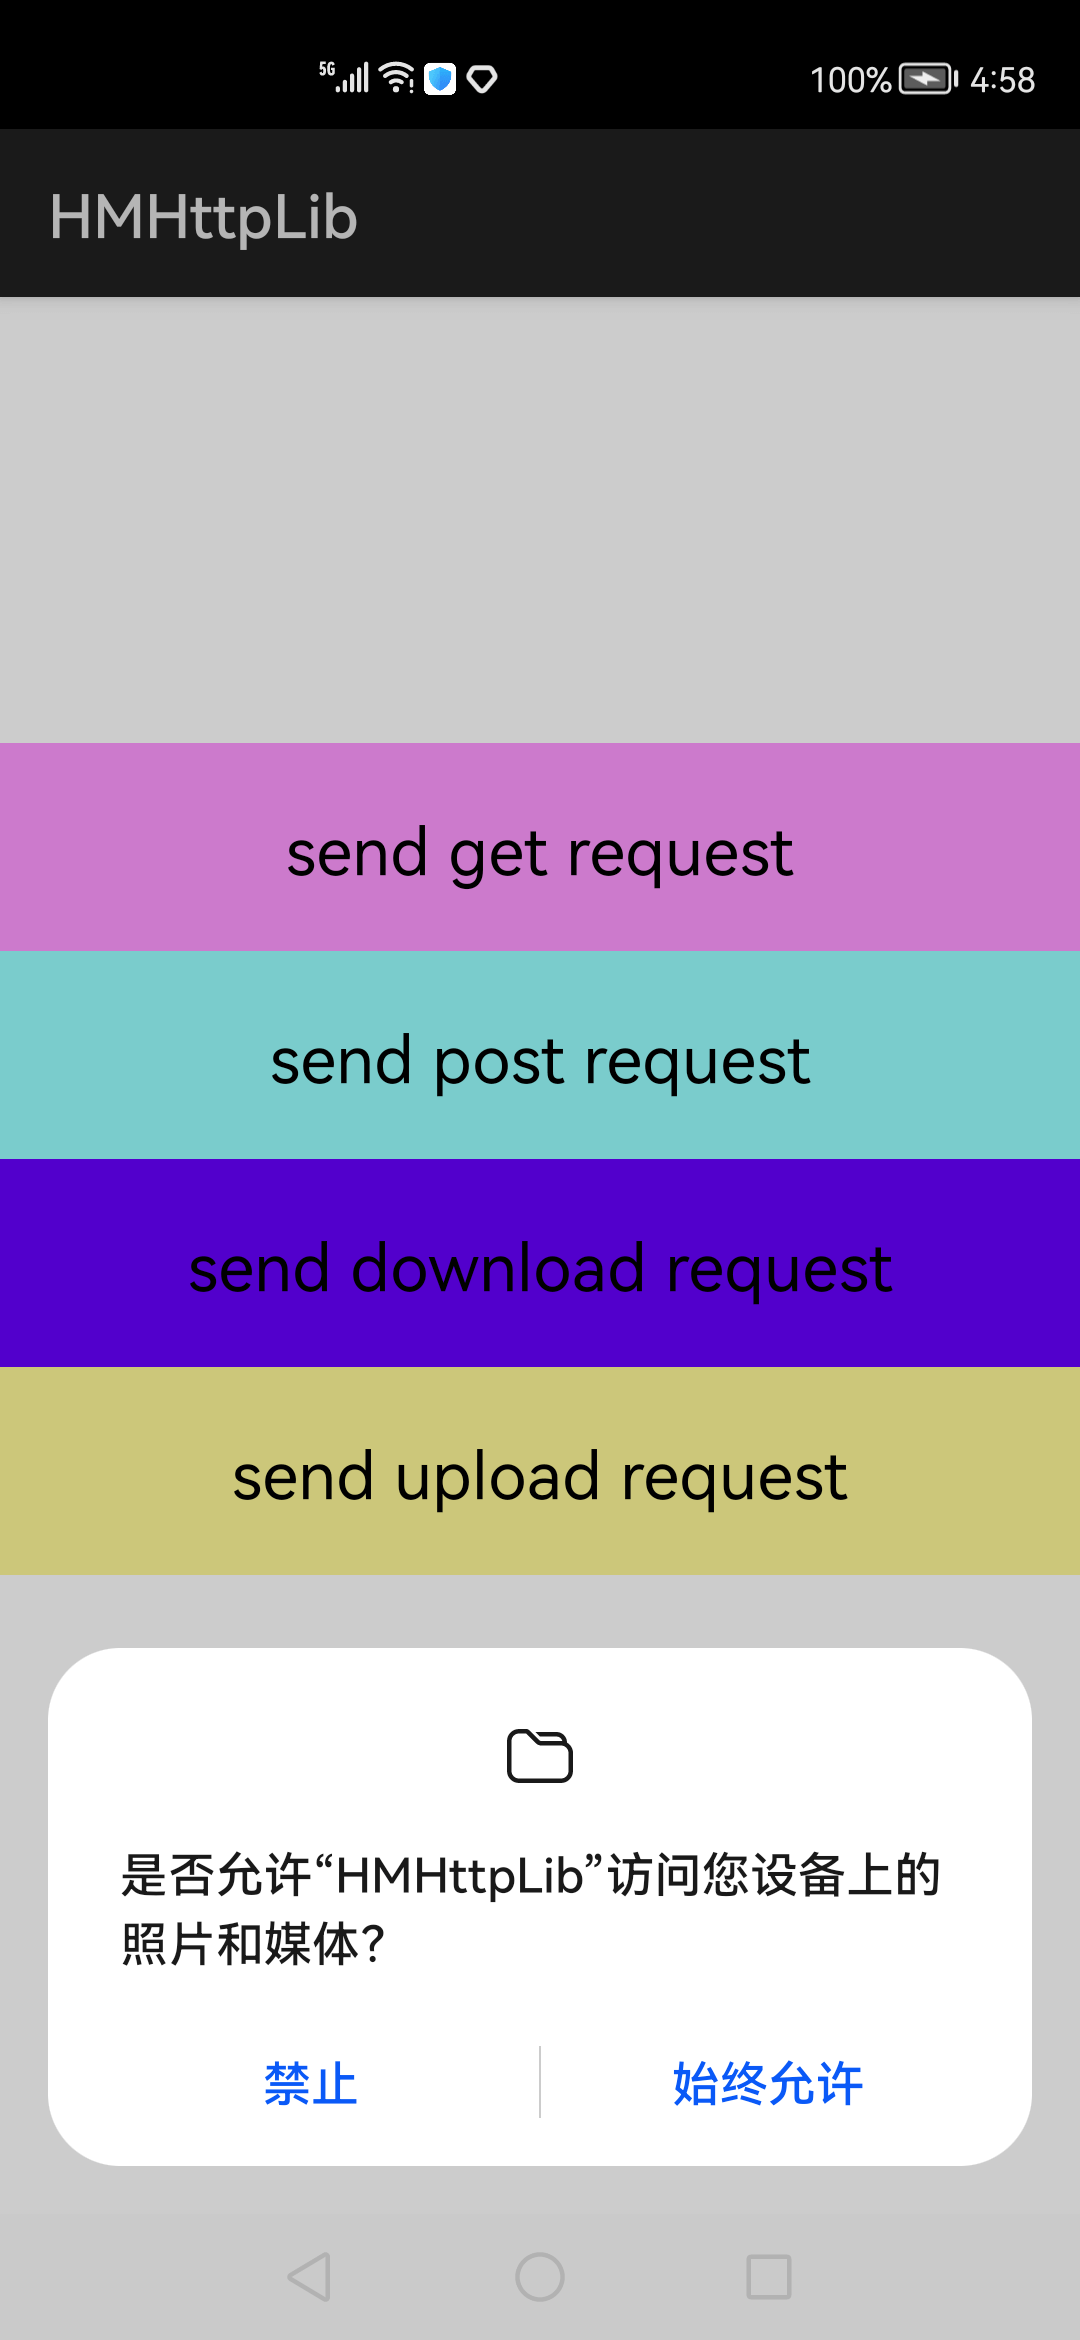 5G 100% 4:58
HMHttpLib
send get request
send post request
send download request
send upload request
是否允许“HMHttpLib”访问您设备上的
照片和媒体？
禁止 始终允许